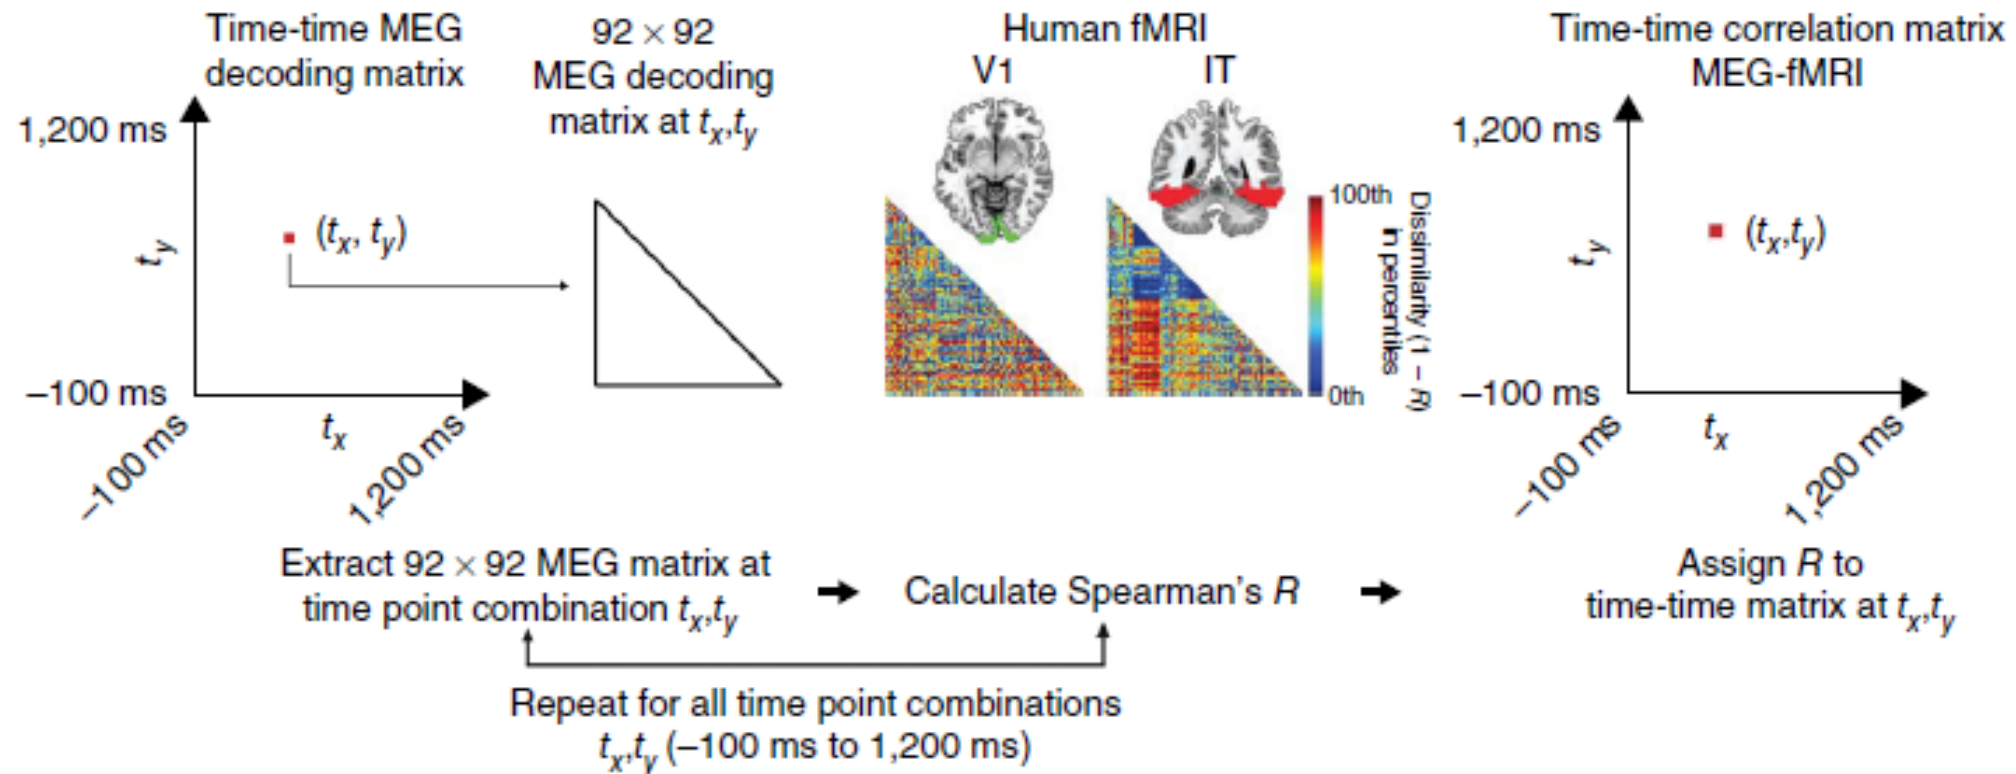 Time-time MEG
decoding matrix
1,200 ms
(tx, ty)
ty
–100 ms
tx
–100 ms
1,200 ms
92 × 92
MEG decoding
matrix at tx,ty
Human fMRI
V1
IT
100th
0th
Dissimilarity (1 – R)
in percentiles
Time-time correlation matrix
MEG-fMRI
1,200 ms
(tx,ty)
ty
–100 ms
tx
–100 ms
1,200 ms
Extract 92 × 92 MEG matrix at
time point combination tx,ty
Calculate Spearman's R
Assign R to
time-time matrix at tx,ty
Repeat for all time point combinations
tx,ty (–100 ms to 1,200 ms)